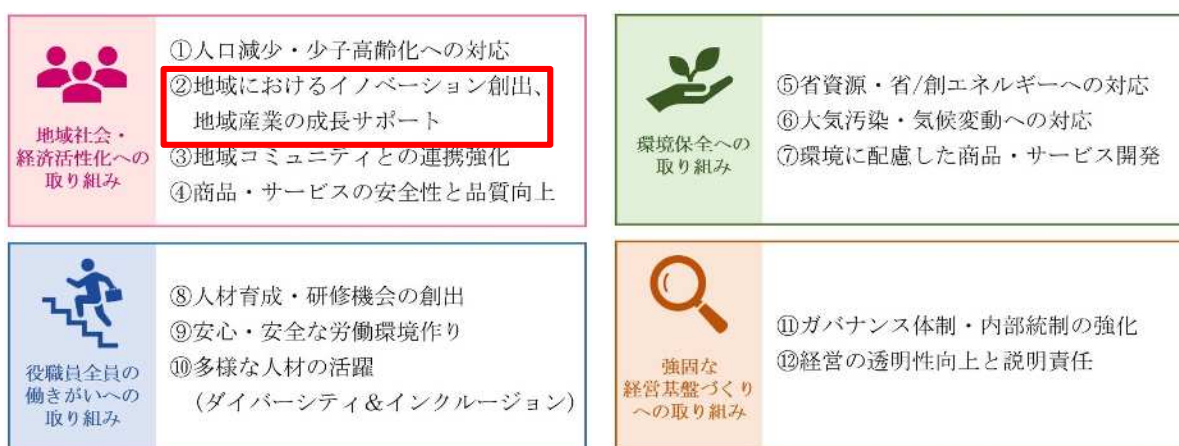 地域社会・
経済活性化への
取り組み
①人口減少・少子高齢化への対応
②地域におけるイノベーション創出、
地域産業の成長サポート
③地域コミュニティとの連携強化
④商品・サービスの安全性と品質向上
環境保全への
取り組み
⑤省資源・省/創エネルギーへの対応
⑥大気汚染・気候変動への対応
⑦環境に配慮した商品・サービス開発
役職員全員の
働きがいへの
取り組み
⑧人材育成・研修機会の創出
⑨安心・安全な労働環境作り
⑩多様な人材の活躍
(ダイバーシティ&インクルージョン)
強固な
経営基盤づくり
への取り組み
⑪ガバナンス体制・内部統制の強化
⑫経営の透明性向上と説明責任